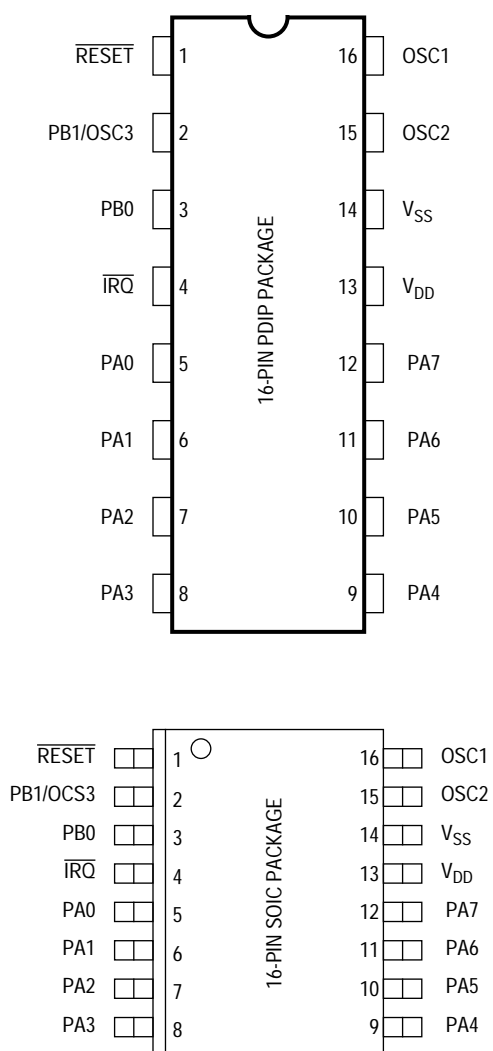 RESET 1 16 OSC1
PB1/OSC3 2 15 OSC2
PB0 3 14 VSS
IRQ 4 13 VDD
PA0 5 12 PA7
PA1 6 11 PA6
PA2 7 10 PA5
PA3 8 9 PA4
16-PIN PDIP PACKAGE
RESET 1 16 OSC1
PB1/OCS3 2 15 OSC2
PB0 3 14 VSS
IRQ 4 13 VDD
PA0 5 12 PA7
PA1 6 11 PA6
PA2 7 10 PA5
PA3 8 9 PA4
16-PIN SOIC PACKAGE